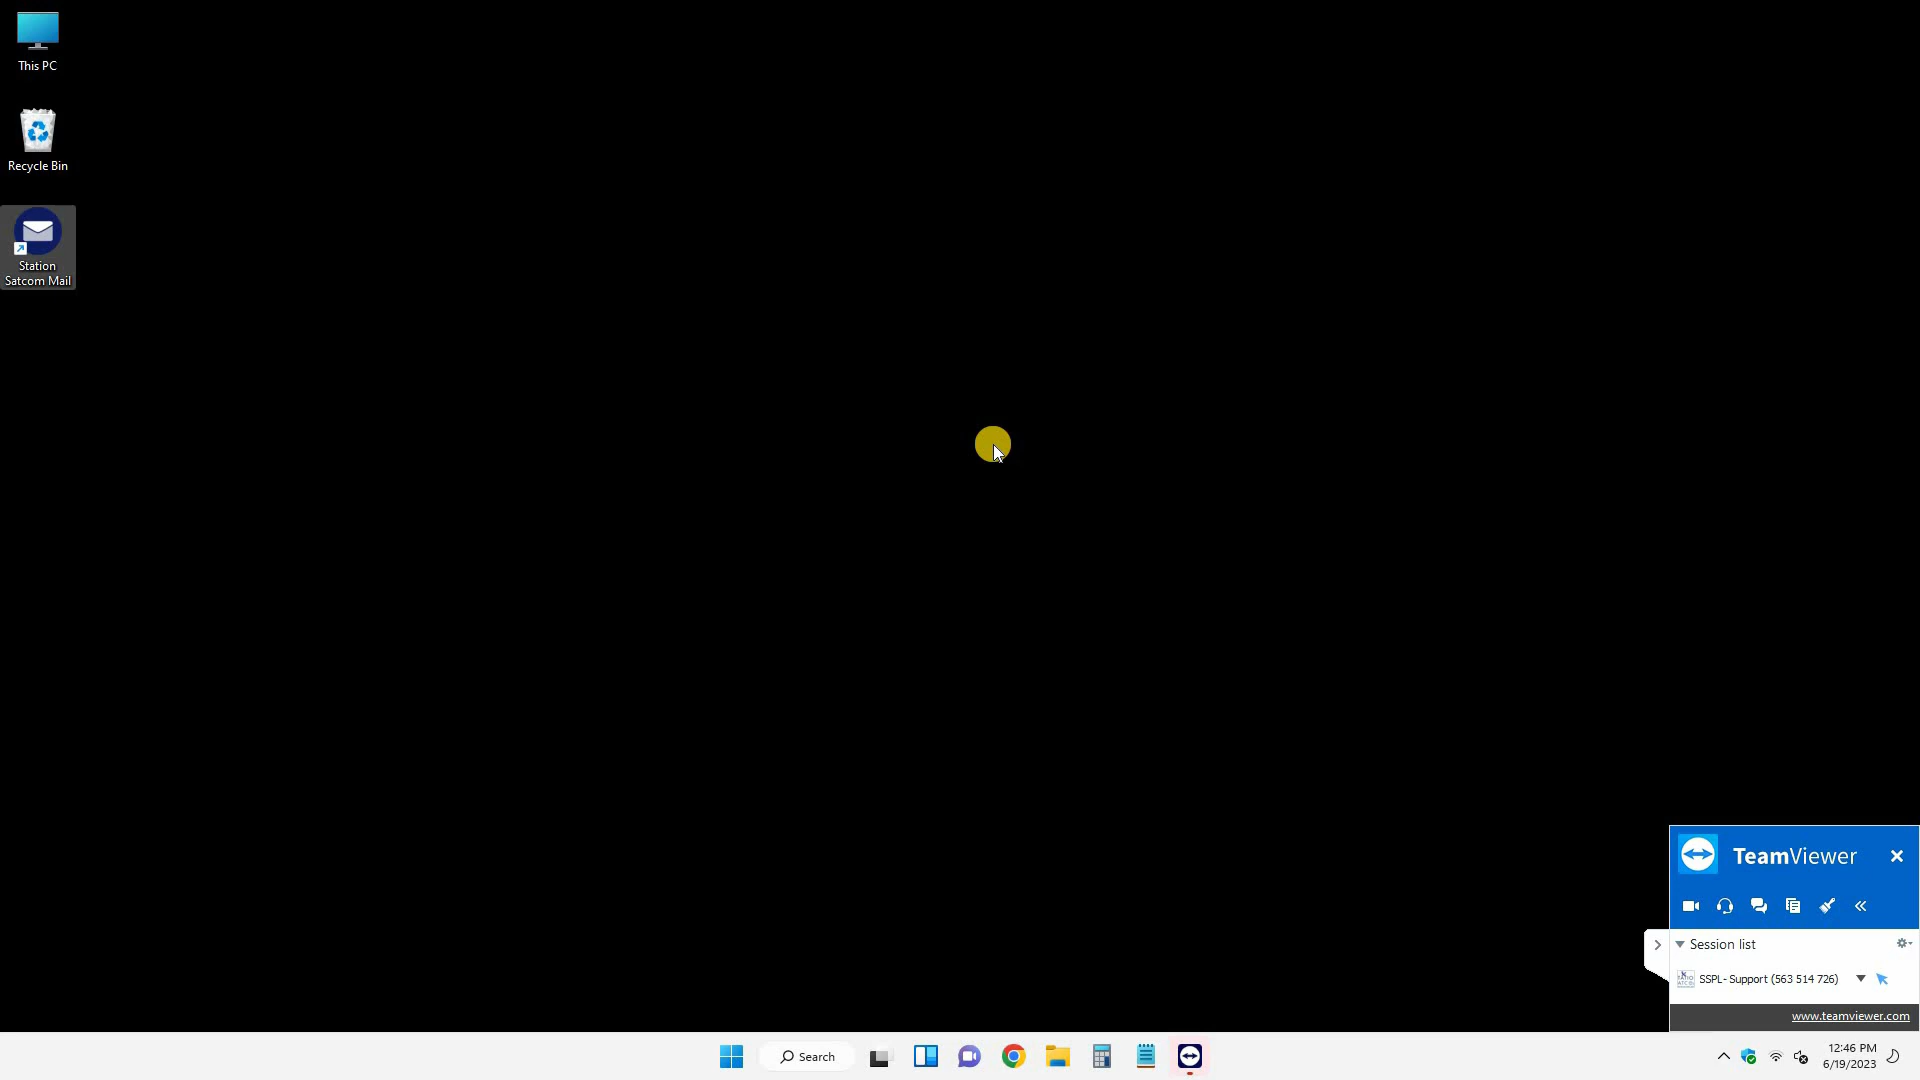 This PC
Recycle Bin
Station
Satcom Mail
TeamViewer
Session list
SSPL- Support (563 514 726)
www.teamviewer.com
Search
12:46 PM
6/19/2023